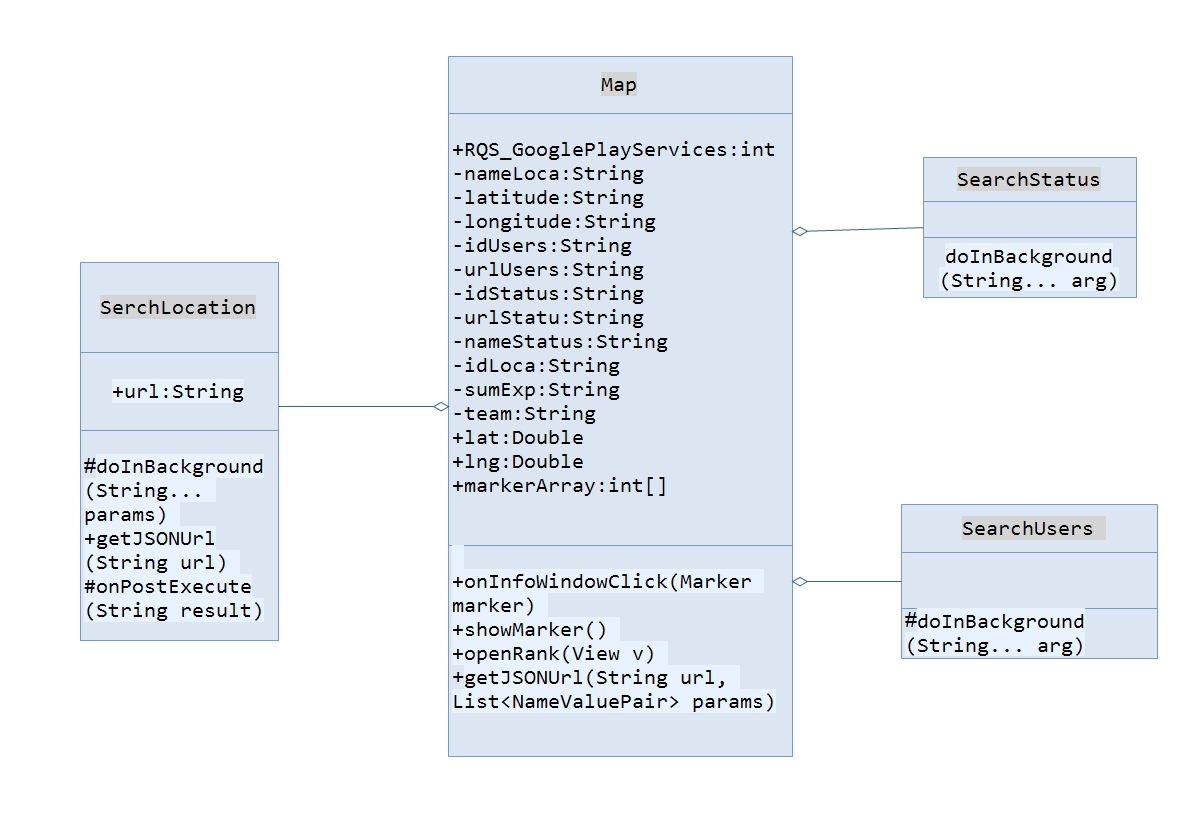 Map
+RQS_GooglePlayServices:int
-nameLoca:String
-latitude:String
-longitude:String
-idUsers:String
-urlUsers:String
-idStatus:String
-urlStatu:String
-nameStatus:String
-idLoca:String
-sumExp:String
-team:String
+lat:Double
+lng:Double
+markerArray:int[]
+onInfoWindowClick(Marker
marker)
+showMarker()
+openRank(View v)
+getJSONUrl(String url,
List<NameValuePair> params)
SerchLocation
+url:String
#doInBackground
(String...
params)
+getJSONUrl
(String url)
#onPostExecute
(String result)
SearchStatus
doInBackground
(String... arg)
SearchUsers
#doInBackground
(String... arg)